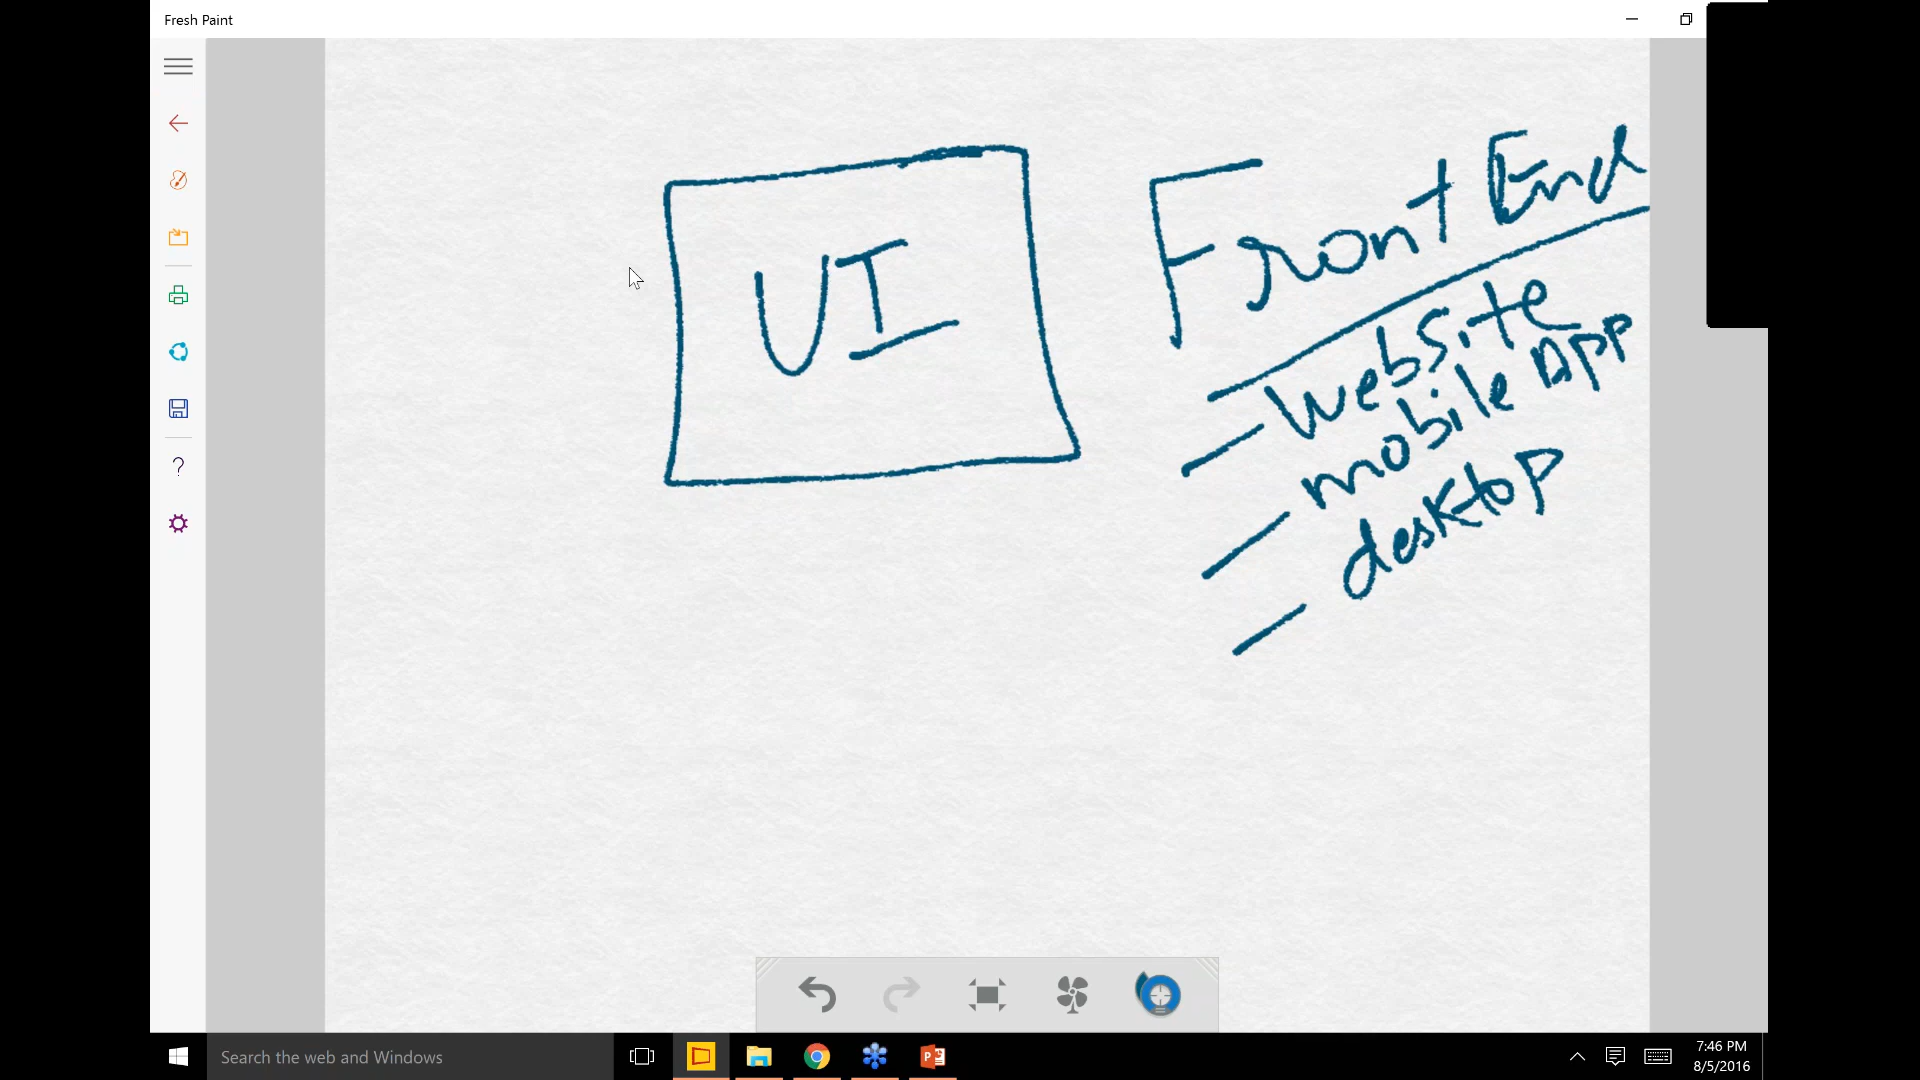 Fresh Paint
UI
Front End
- Website
- mobile App
- desktop
-
?
Search the web and Windows
P
7:46 PM
8/5/2016